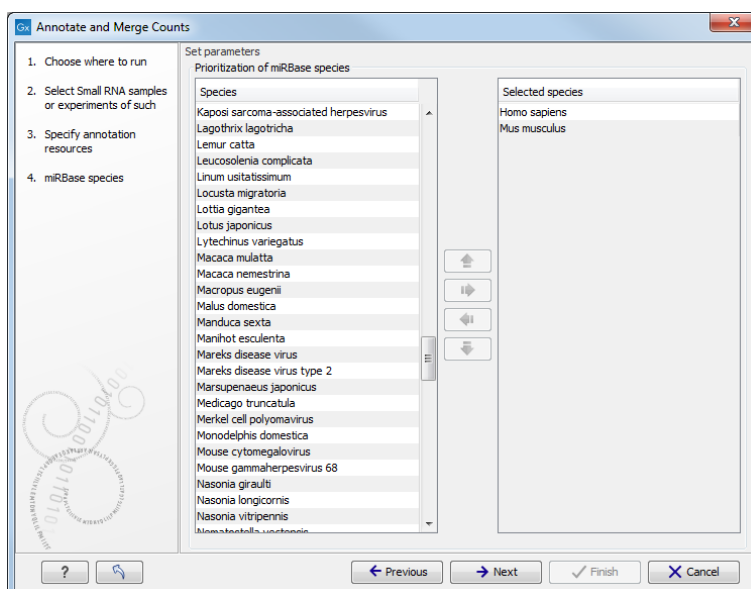 Gx Annotate and Merge Counts
1. Choose where to run
2. Select Small RNA samples
or experiments of such
3. Specify annotation
resources
4. miRBase species
Set parameters
Prioritization of miRBase species
Species
Kaposi sarcoma-associated herpesvirus
Lagothrix lagotricha
Lemur catta
Leucosolenia complicata
Linum usitatissimum
Locusta migratoria
Lottia gigantea
Lotus japonicus
Lytechinus variegatus
Macaca mulatta
Macaca nemestrina
Macropus eugenii
Malus domestica
Manduca sexta
Manihot esculenta
Mareks disease virus
Mareks disease virus type 2
Marsupenaeus japonicus
Medicago truncatula
Merkel cell polyomavirus
Monodelphis domestica
Mouse cytomegalovirus
Mouse gammaherpesvirus 68
Nasonia giraulti
Nasonia longicornis
Nasonia vitripennis
Nematostella vectensis
Selected species
Homo sapiens
Mus musculus
?
Previous
Next
Finish
Cancel